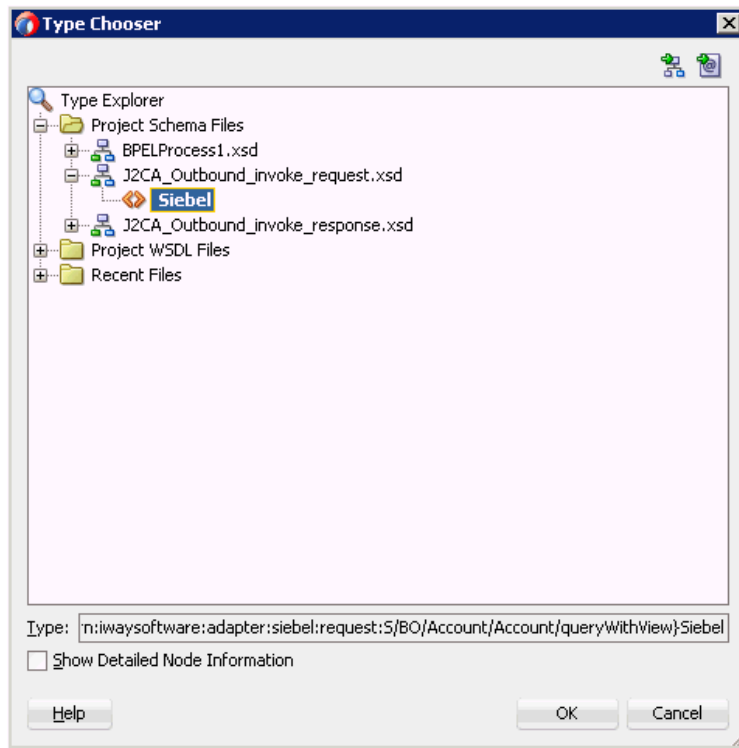 Type Chooser
Type Explorer
Project Schema Files
BPELProcess1.xsd
J2CA_Outbound_invoke_request.xsd
Siebel
J2CA_Outbound_invoke_response.xsd
Project WSDL Files
Recent Files
Type: n:iwaysoftware:adapter:siebel:request:S/BO/Account/Account/queryWithView}Siebel
Show Detailed Node Information
Help OK Cancel